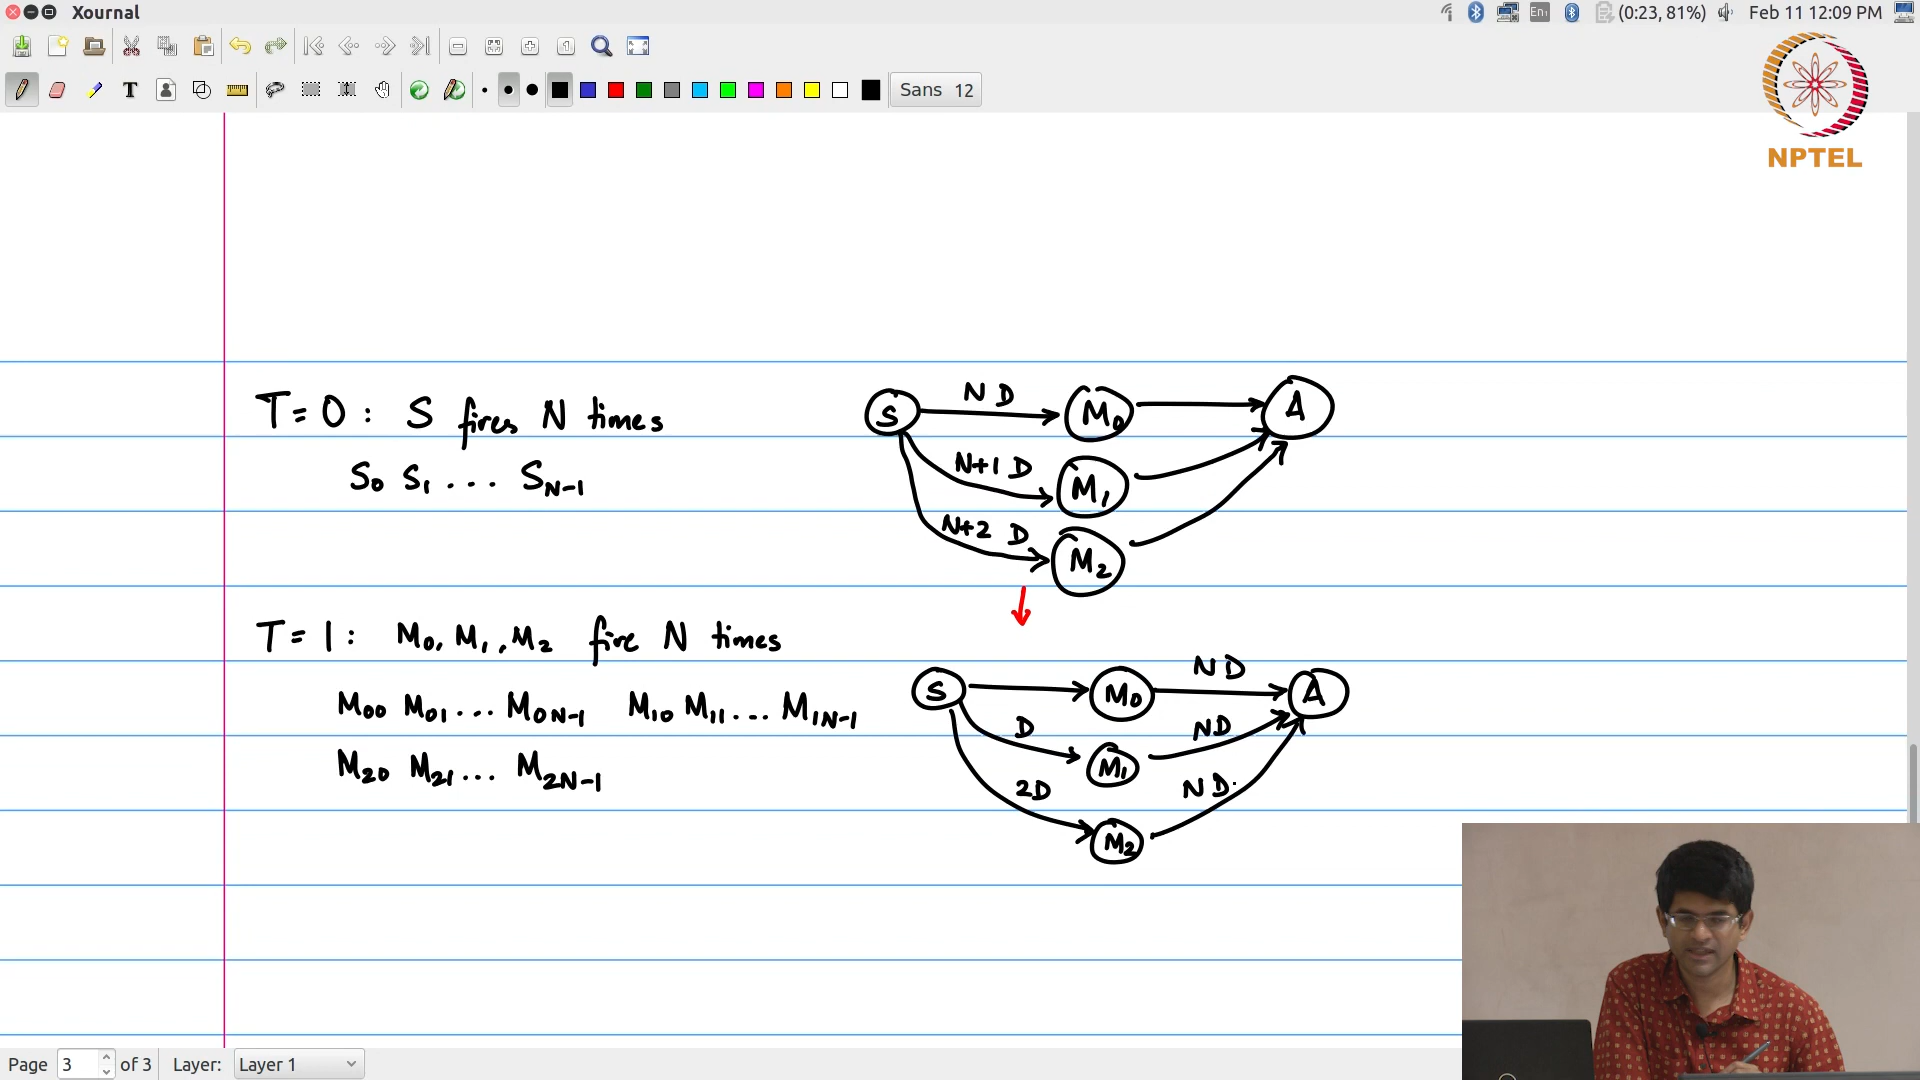 Xournal
En1
(0:23, 81%)
Feb 11 12:09 PM
T
Sans 12
NPTEL
T=0: S fires N times
S0 S1 ... SN-1
S
N D
M0
A
N+1 D
M1
N+2 D
M2
T=1: M0, M1, M2 fire N times
M00 M01 ... M0N-1 M10 M11 ... M1N-1
M20 M21 ... M2N-1
S
M0
N D
A
D
M1
ND
2D
M2
ND
Page 3 of 3 Layer: Layer 1